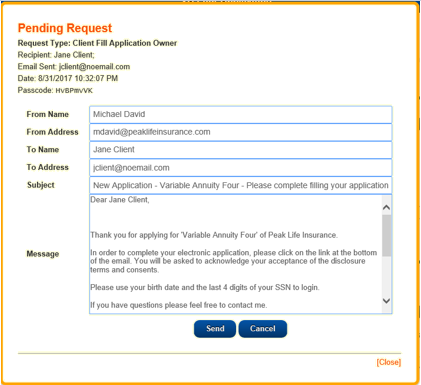 Pending Request
Request Type: Client Fill Application Owner
Recipient: Jane Client;
Email Sent: jclient@noemail.com
Date: 8/31/2017 10:32:07 PM
Passcode: HvBPmvVK
From Name Michael David
From Address mdavid@peaklifeinsurance.com
To Name Jane Client
To Address jclient@noemail.com
Subject New Application - Variable Annuity Four - Please complete filling your application
Dear Jane Client,
Thank you for applying for 'Variable Annuity Four' of Peak Life Insurance.
Message
In order to complete your electronic application, please click on the link at the bottom
of the email. You will be asked to acknowledge your acceptance of the disclosure
terms and consents.
Please use your birth date and the last 4 digits of your SSN to login.
If you have questions please feel free to contact me.
Send Cancel
[Close]